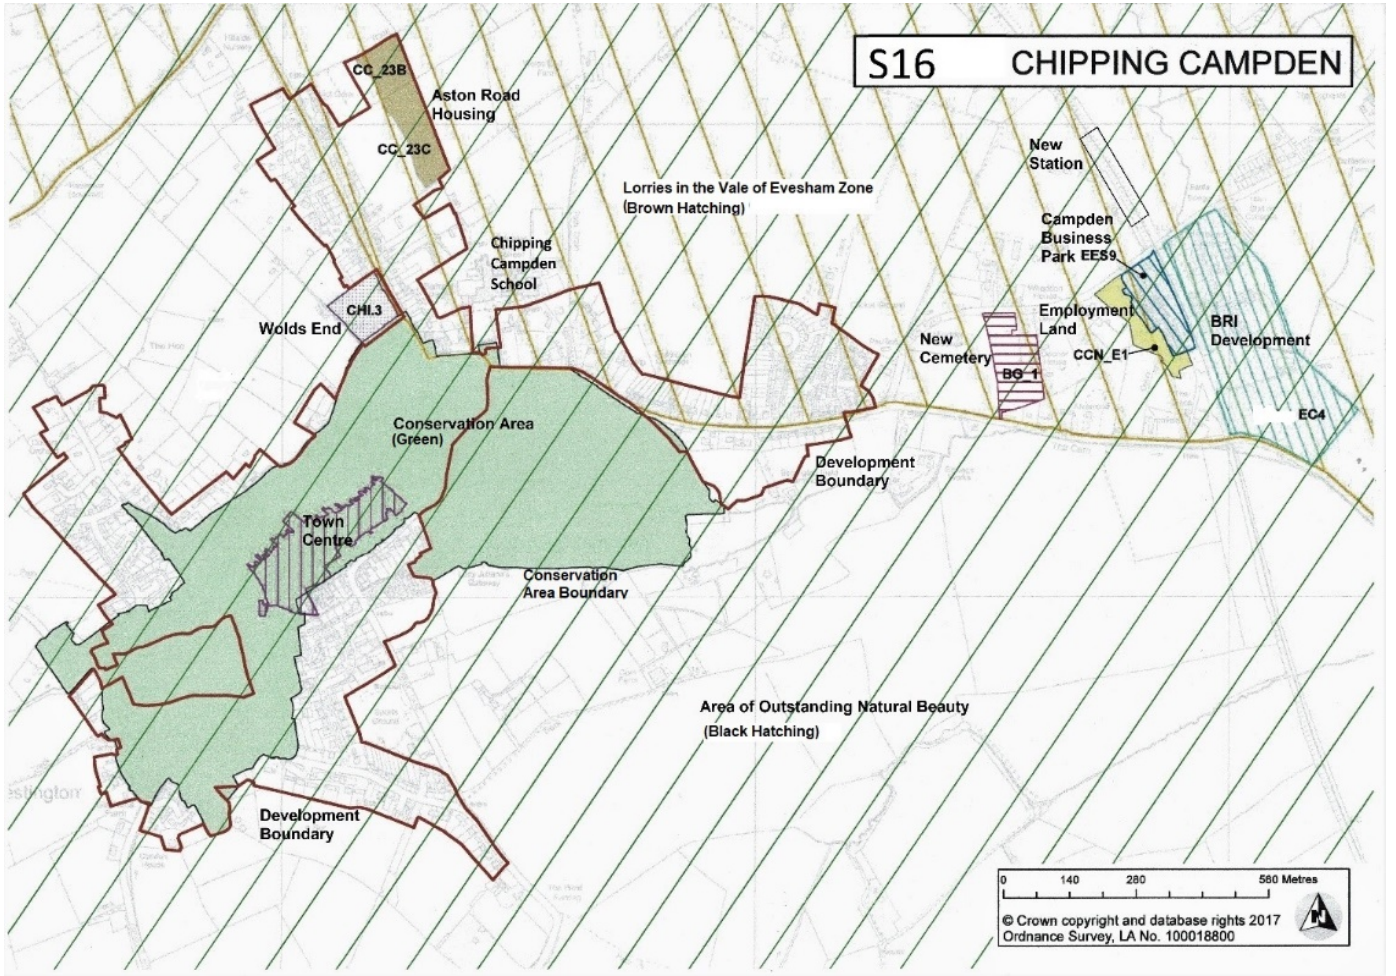 S16 CHIPPING CAMPDEN
CC_23B
Aston Road
Housing
CC_23C
New
Station
Lorries in the Vale of Evesham Zone
(Brown Hatching)
Campden
Business
Park EES9
Chipping
Campden
School
CHI.3
Wolds End
Employment
Land
BRI
Development
New
Cemetery
CCN_E1
BG_1
EC4
Conservation Area
(Green)
Development
Boundary
Town
Centre
Conservation
Area Boundary
Area of Outstanding Natural Beauty
(Black Hatching)
estington
Development
Boundary
0 140 280 560 Metres
N
© Crown copyright and database rights 2017
Ordnance Survey, LA No. 100018800